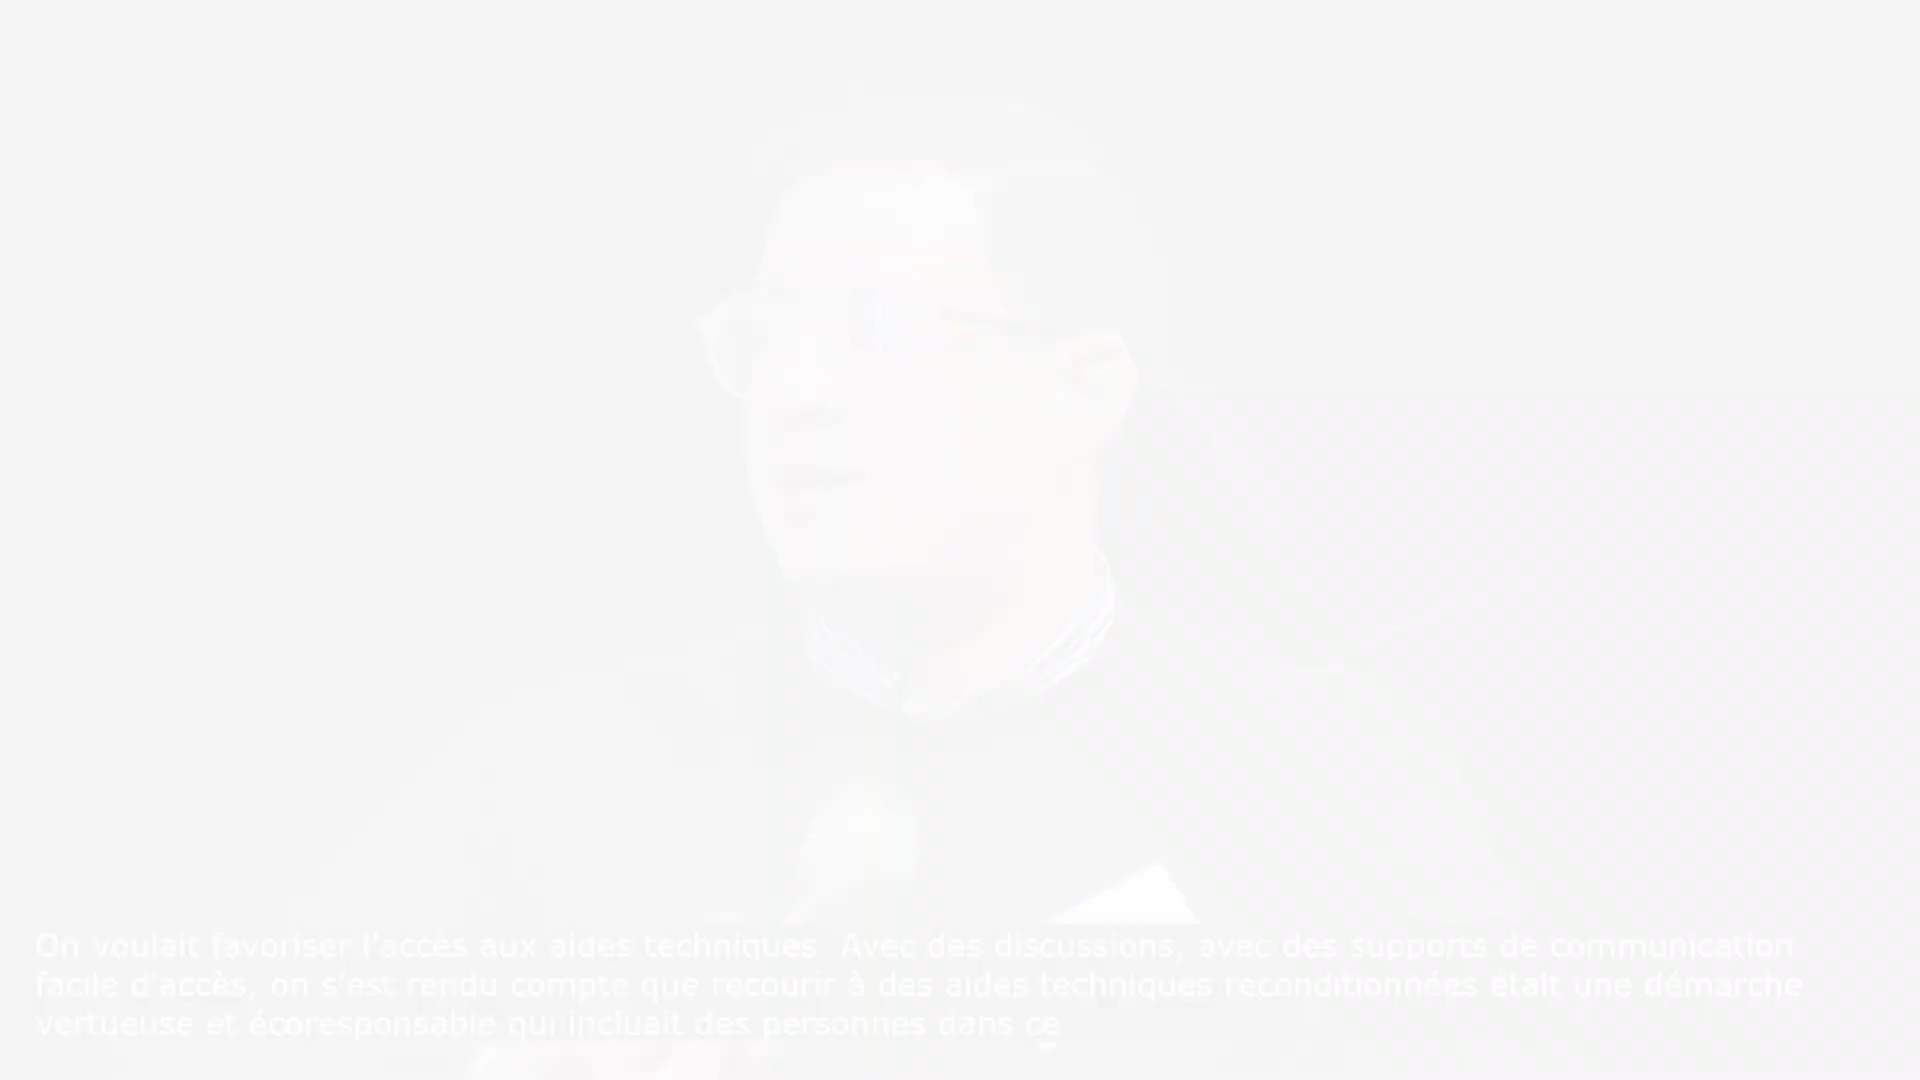 On voulait favoriser l'accès aux aides techniques. Avec des discussions, avec des supports de communication
facile d'accès, on s'est rendu compte que recourir à des aides techniques reconditionnées était une démarche
vertueuse et écoresponsable qui incluait des personnes dans ce